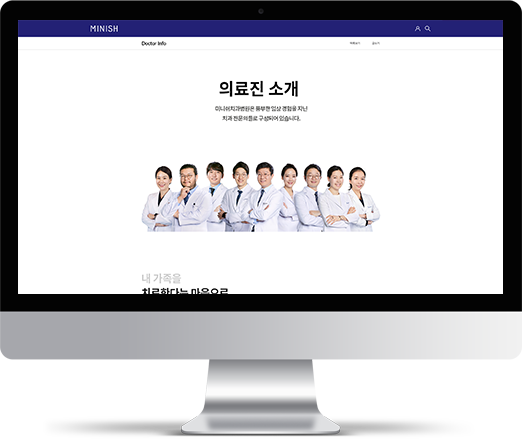 MINISH
Doctor Info
의료진 소개
미니쉬치과병원은 풍부한 임상 경험을 지닌
치과 전문의들로 구성되어 있습니다.
내 가족을
치료한다는 마음으로